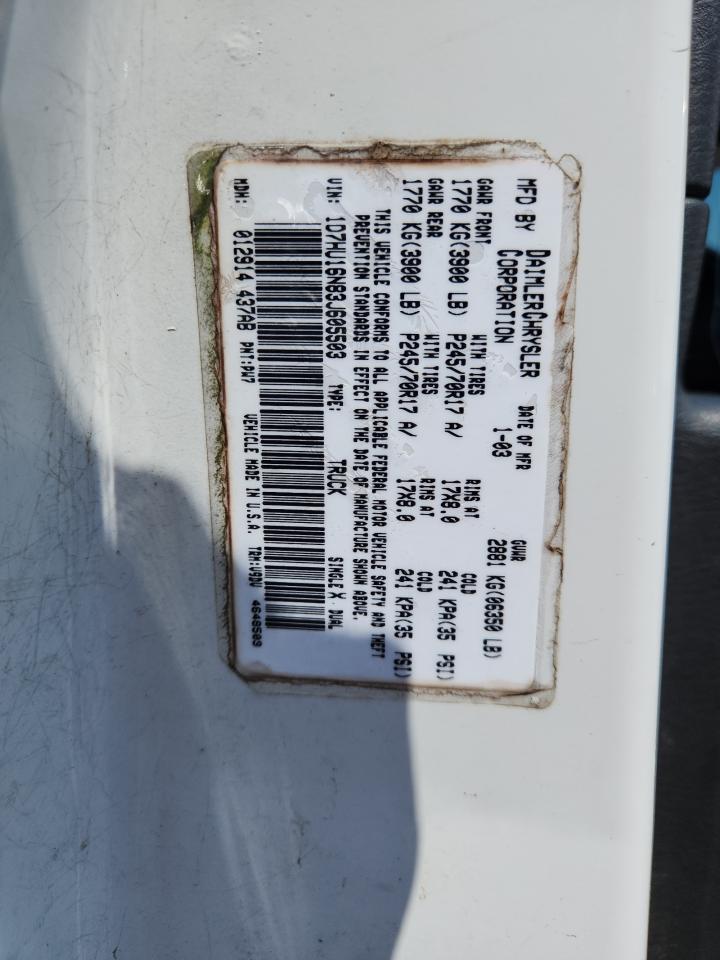 MFD BY DAIMLERCHRYSLER CORPORATION DATE OF MFR 1-03 GVWR 2881 KG(06350 LB)
GAWR FRONT WITH TIRES RIMS AT COLD
1770 KG(3900 LB) P245/70R17 A/ 17X8.0 241 KPA(35 PSI)
GAWR REAR WITH TIRES RIMS AT COLD
1770 KG(3900 LB) P245/70R17 A/ 17X8.0 241 KPA(35 PSI)
THIS VEHICLE CONFORMS TO ALL APPLICABLE FEDERAL MOTOR VEHICLE SAFETY AND THEFT
PREVENTION STANDARDS IN EFFECT ON THE DATE OF MANUFACTURE SHOWN ABOVE.
VIN: 1D7HU16N83J605503 TYPE: TRUCK SINGLE X DUAL
MDH: 012914 437AB PNT:PW7 VEHICLE MADE IN U.S.A. TRM:V9DV 4648509